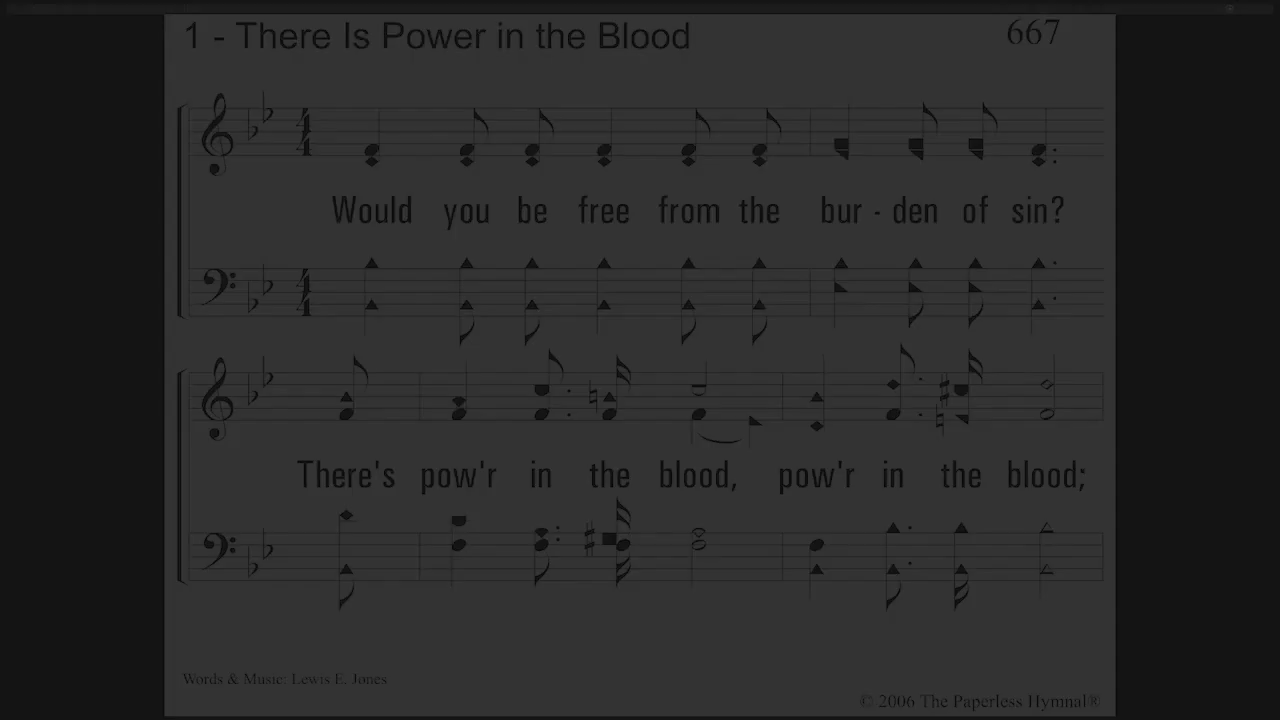 1 - There Is Power in the Blood
667
Would you be free from the bur - den of sin?
There's pow'r in the blood, pow'r in the blood;
Words & Music: Lewis E. Jones
© 2006 The Paperless Hymnal®